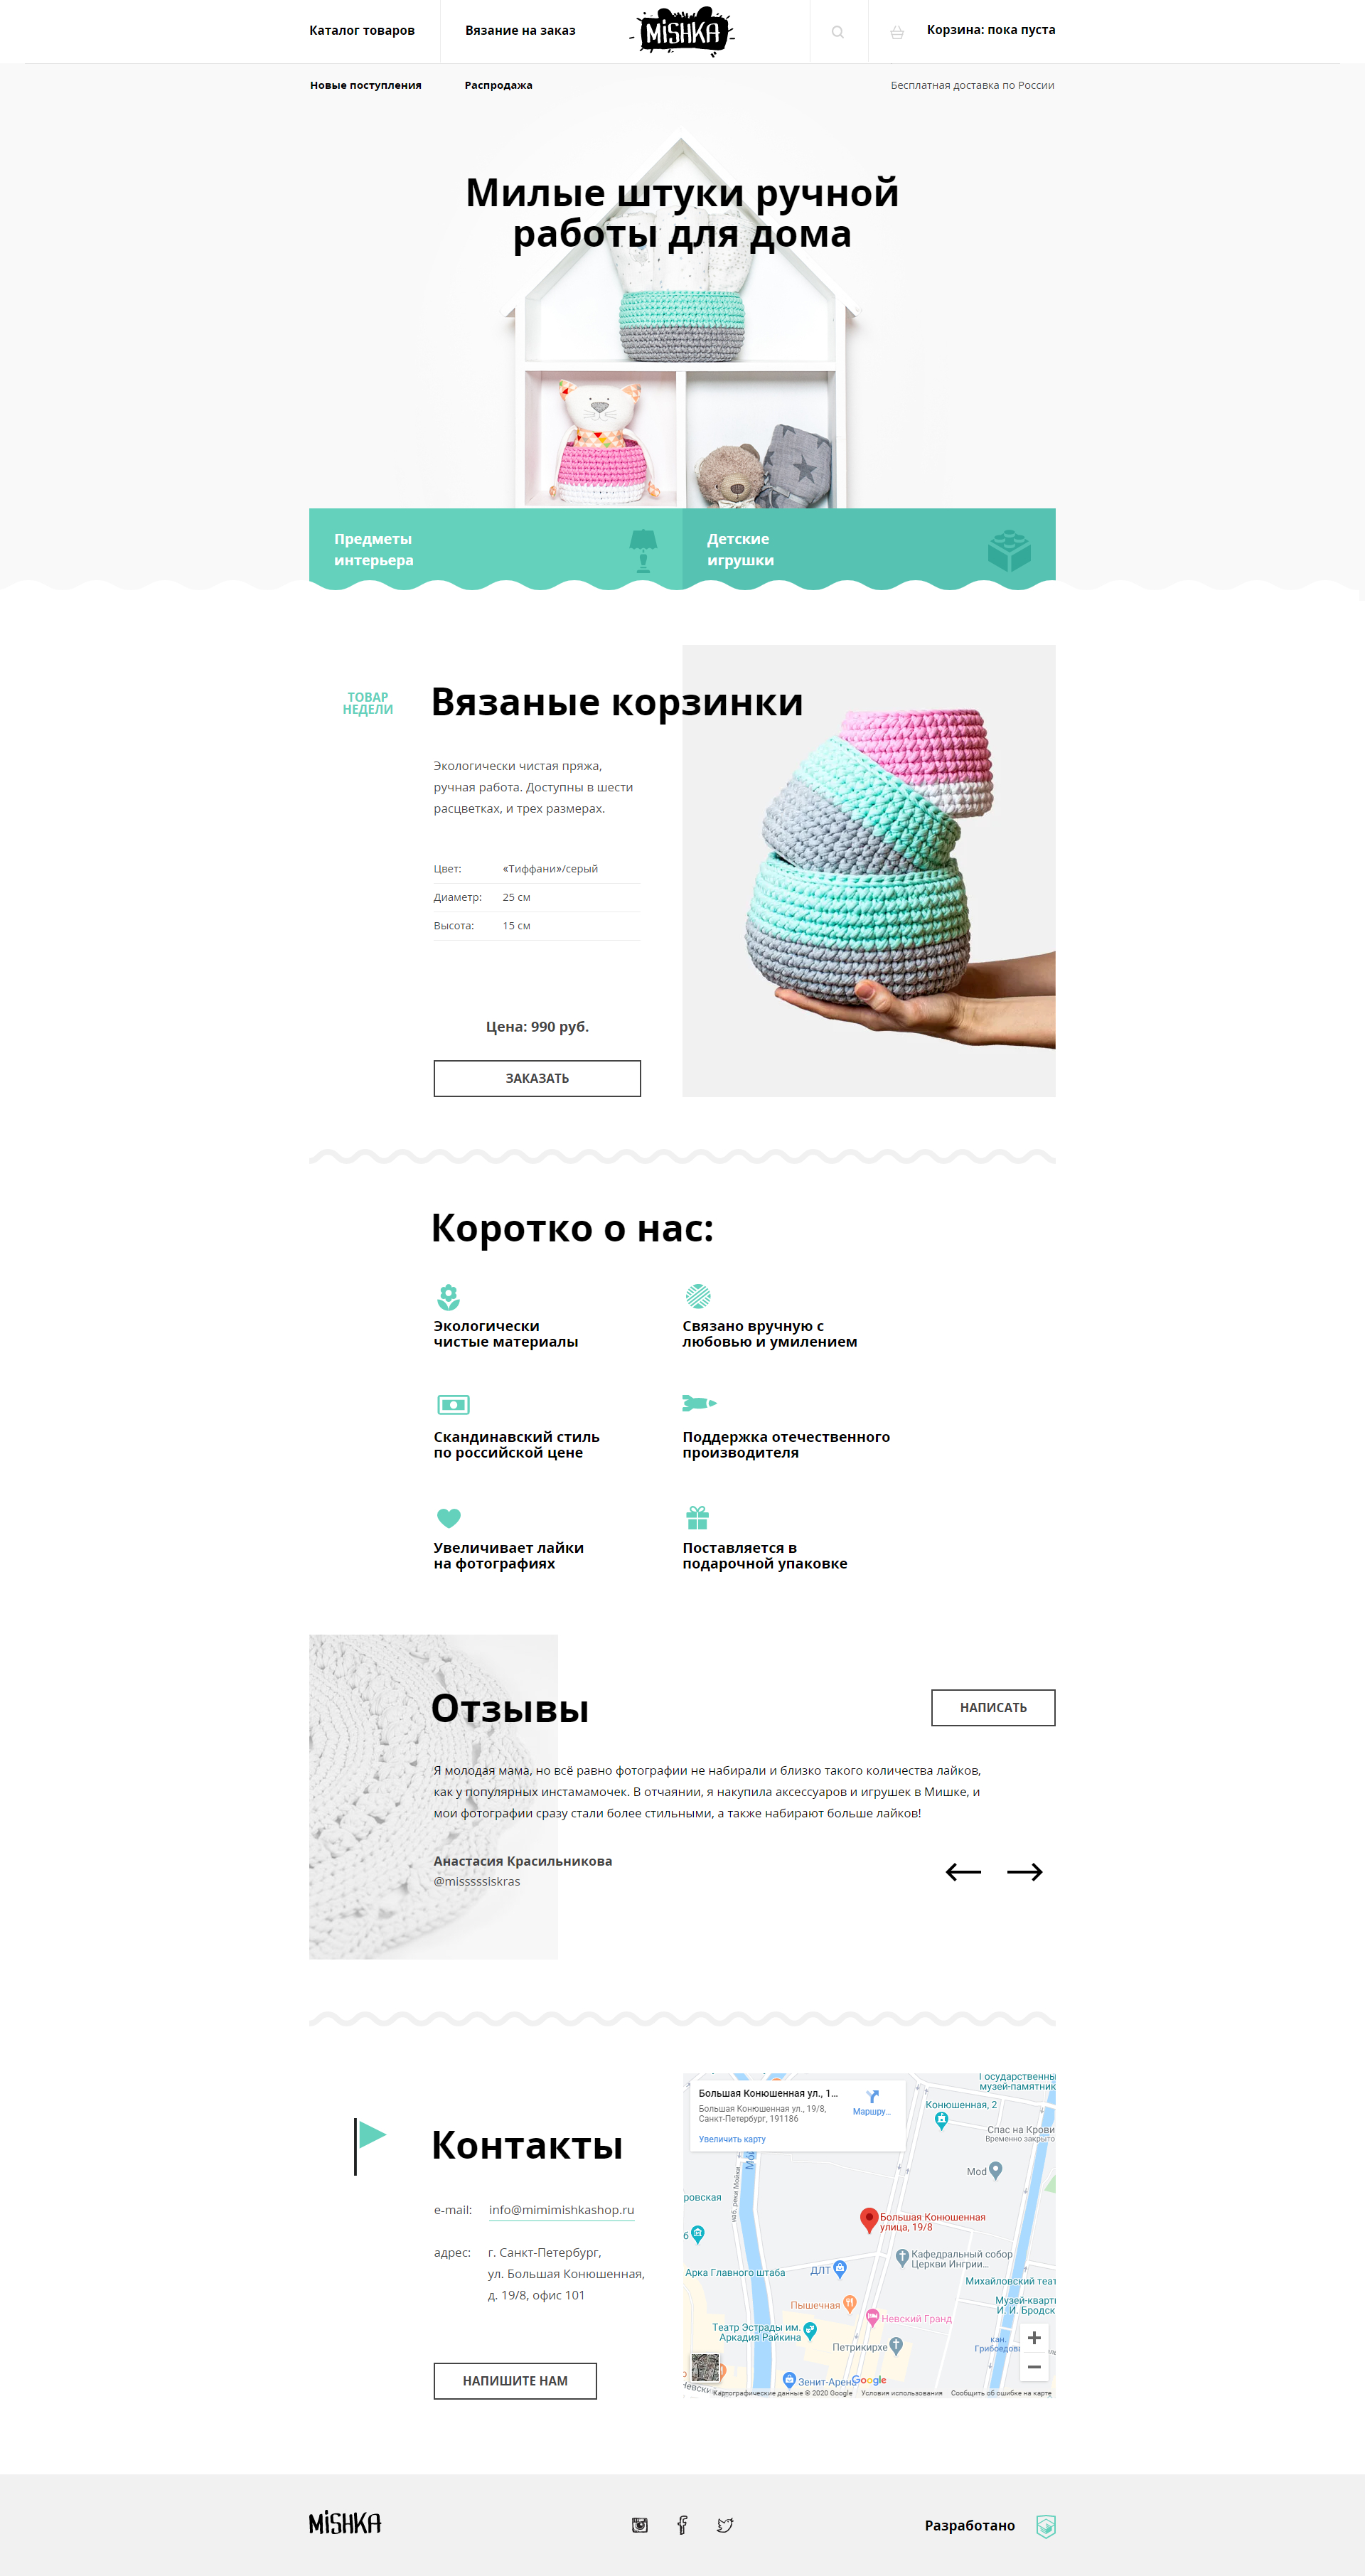 Каталог товаров
Вязание на заказ
MiSHKA
Корзина: пока пуста
Новые поступления
Распродажа
Бесплатная доставка по России
Милые штуки ручной
работы для дома
Предметы
интерьера
Детские
игрушки
ТОВАР
НЕДЕЛИ
Вязаные корзинки
Экологически чистая пряжа,
ручная работа. Доступны в шести
расцветках, и трех размерах.
Цвет: «Тиффани»/серый
Диаметр: 25 см
Высота: 15 см
Цена: 990 руб.
ЗАКАЗАТЬ
Коротко о нас:
Экологически
чистые материалы
Связано вручную с
любовью и умилением
Скандинавский стиль
по российской цене
Поддержка отечественного
производителя
Увеличивает лайки
на фотографиях
Поставляется в
подарочной упаковке
Отзывы
НАПИСАТЬ
Я молодая мама, но всё равно фотографии не набирали и близко такого количества лайков,
как у популярных инстамамочек. В отчаянии, я накупила аксессуаров и игрушек в Мишке, и
мои фотографии сразу стали более стильными, а также набирают больше лайков!
Анастасия Красильникова
@misssssiskras
Контакты
e-mail: info@mimimishkashop.ru
адрес: г. Санкт-Петербург,
ул. Большая Конюшенная,
д. 19/8, офис 101
НАПИШИТЕ НАМ
Большая Конюшенная ул., 1...
Большая Конюшенная ул., 19/8,
Санкт-Петербург, 191186
Маршру...
Увеличить карту
Государственны
музей-памятник
Конюшенная, 2
Спас на Крови
Временно закрыто
Mod
наб. реки Мойки
ровская
Большая Конюшенная
улица, 19/8
Кафедральный собор
Церкви Ингрии...
Арка Главного штаба
ДЛТ
Михайловский теат
Пышечная
Музей-кварти
И. И. Бродск
Невский Гранд
Театр Эстрады им.
Аркадия Райкина
Петрикирхе
кан.
Грибоедова
Зенит-Арена
Google
Картографические данные © 2020 Google
Условия использования
Сообщить об ошибке на карте
MiSHKA
Разработано